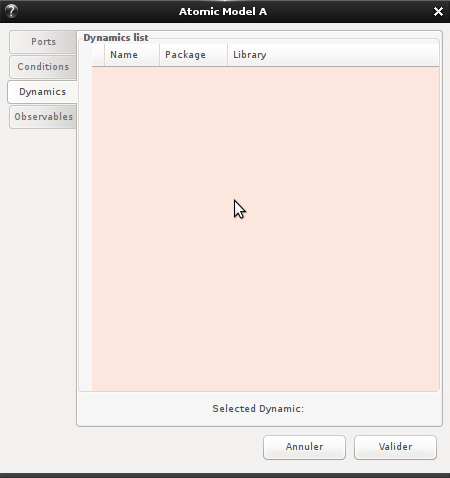 Atomic Model A
Ports
Conditions
Dynamics
Observables
Dynamics list
Name Package Library
Selected Dynamic:
Annuler Valider